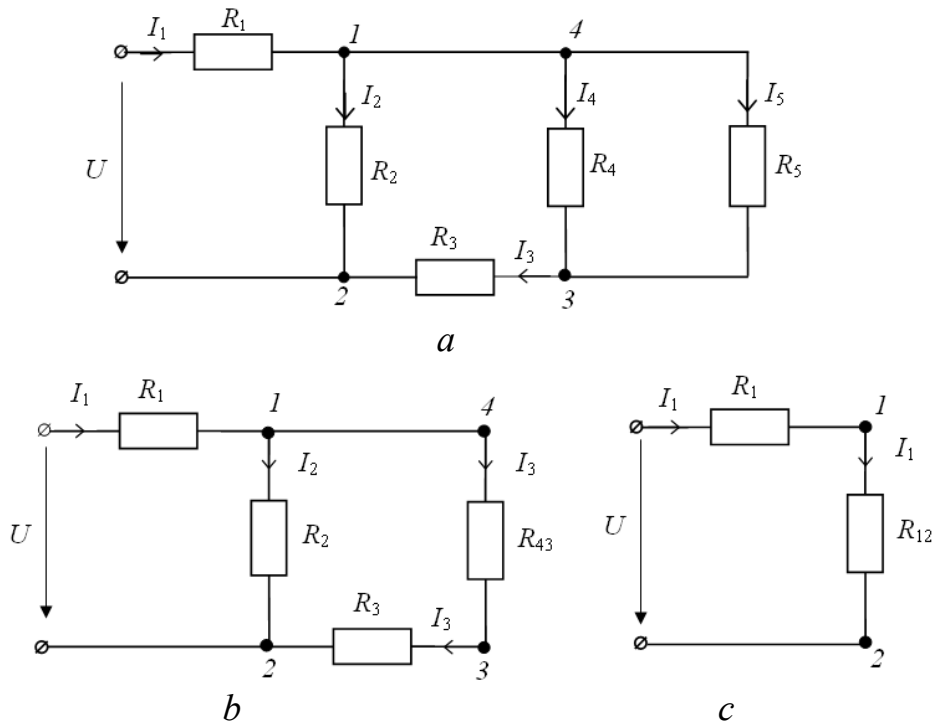 I₁ R₁ 1 4
I₂ I₄ I₅
U R₂ R₄ R₅
R₃ I₃
2 3
a
I₁ R₁ 1 4
I₂ I₃
U R₂ R₄₃
R₃ I₃
2 3
b
I₁ R₁ 1
I₁
U R₁₂
2
c